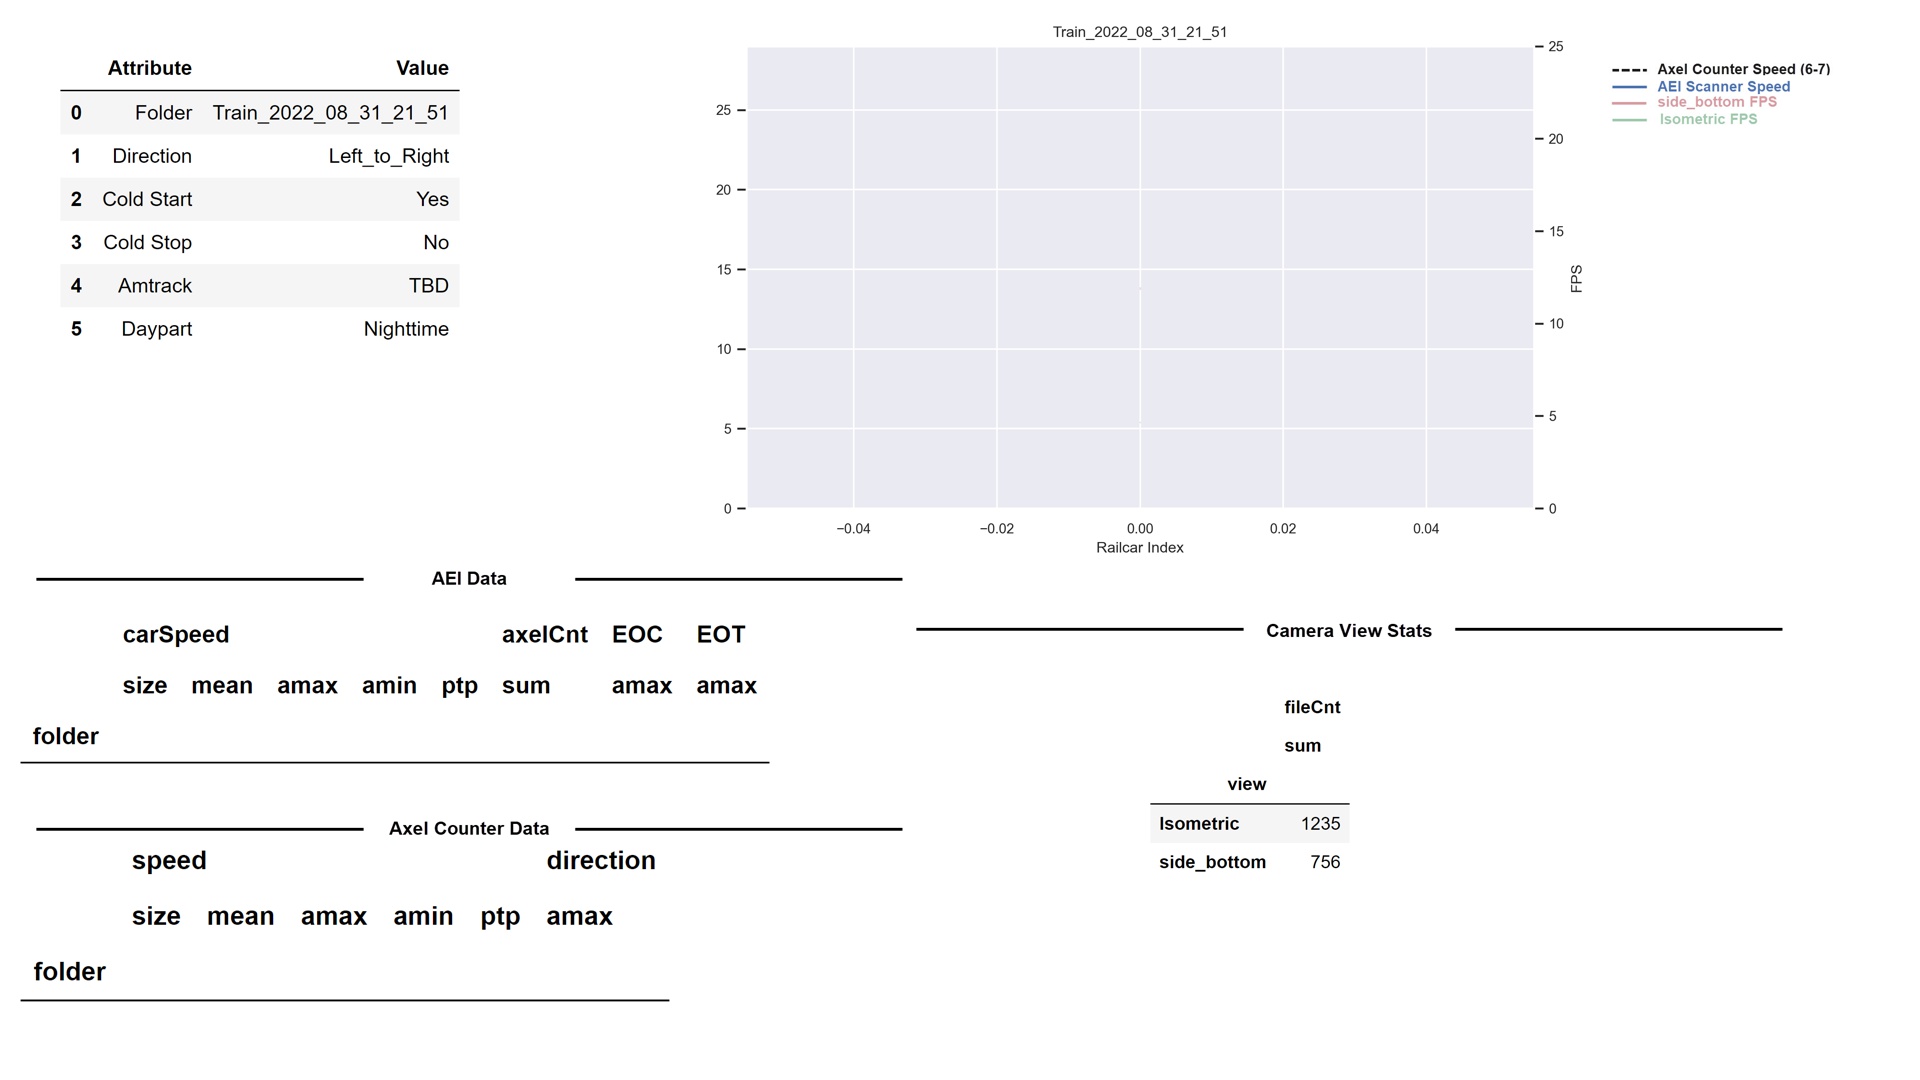 Attribute Value
0 Folder Train_2022_08_31_21_51
1 Direction Left_to_Right
2 Cold Start Yes
3 Cold Stop No
4 Amtrack TBD
5 Daypart Nighttime
Train_2022_08_31_21_51
25
20
15
10
5
0
25
20
15
10
5
0
FPS
−0.04 −0.02 0.00 0.02 0.04
Railcar Index
Axel Counter Speed (6-7)
AEI Scanner Speed
side_bottom FPS
Isometric FPS
AEI Data
carSpeed axelCnt EOC EOT
size mean amax amin ptp sum amax amax
folder
Axel Counter Data
speed direction
size mean amax amin ptp amax
folder
Camera View Stats
fileCnt
sum
view
Isometric 1235
side_bottom 756